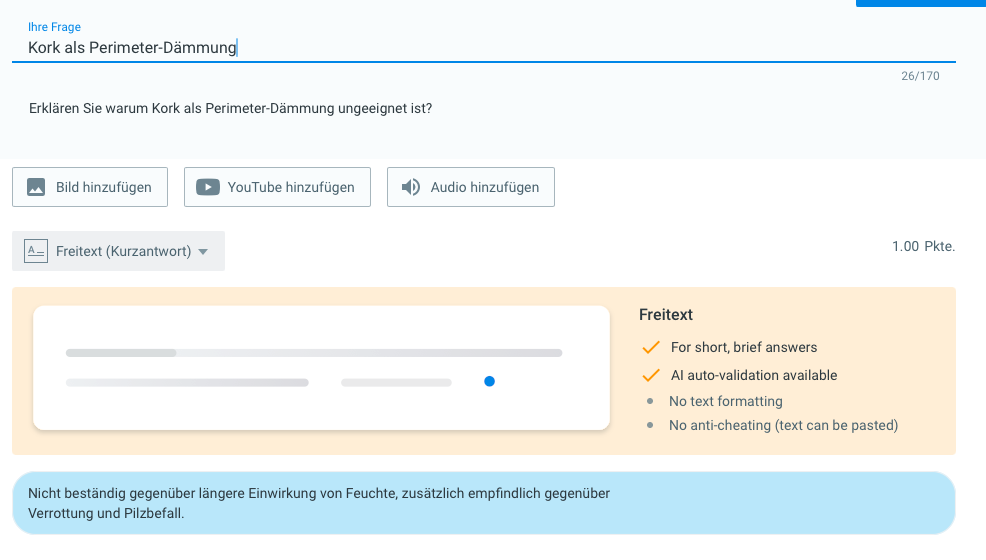 Ihre Frage
Kork als Perimeter-Dämmung
26/170
Erklären Sie warum Kork als Perimeter-Dämmung ungeeignet ist?
Bild hinzufügen
YouTube hinzufügen
Audio hinzufügen
A
Freitext (Kurzantwort)
1.00 Pkte.
Freitext
For short, brief answers
AI auto-validation available
No text formatting
No anti-cheating (text can be pasted)
Nicht beständig gegenüber längere Einwirkung von Feuchte, zusätzlich empfindlich gegenüber
Verrottung und Pilzbefall.